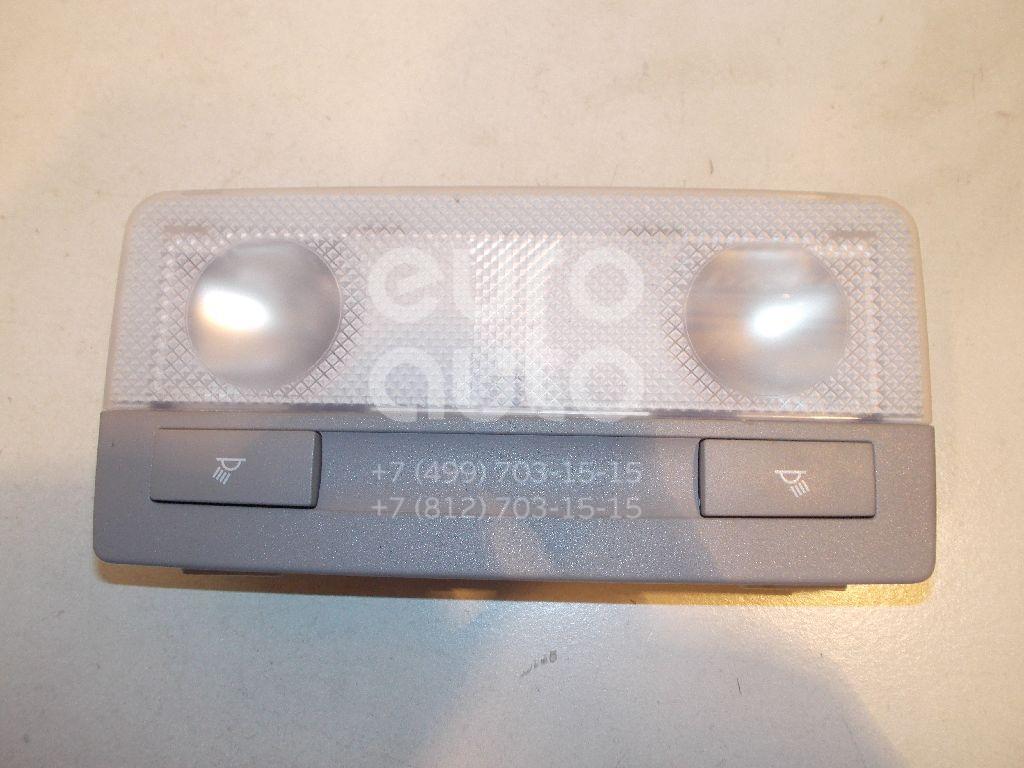 euro
auto
+7 (499) 703-15-15
+7 (812) 703-15-15